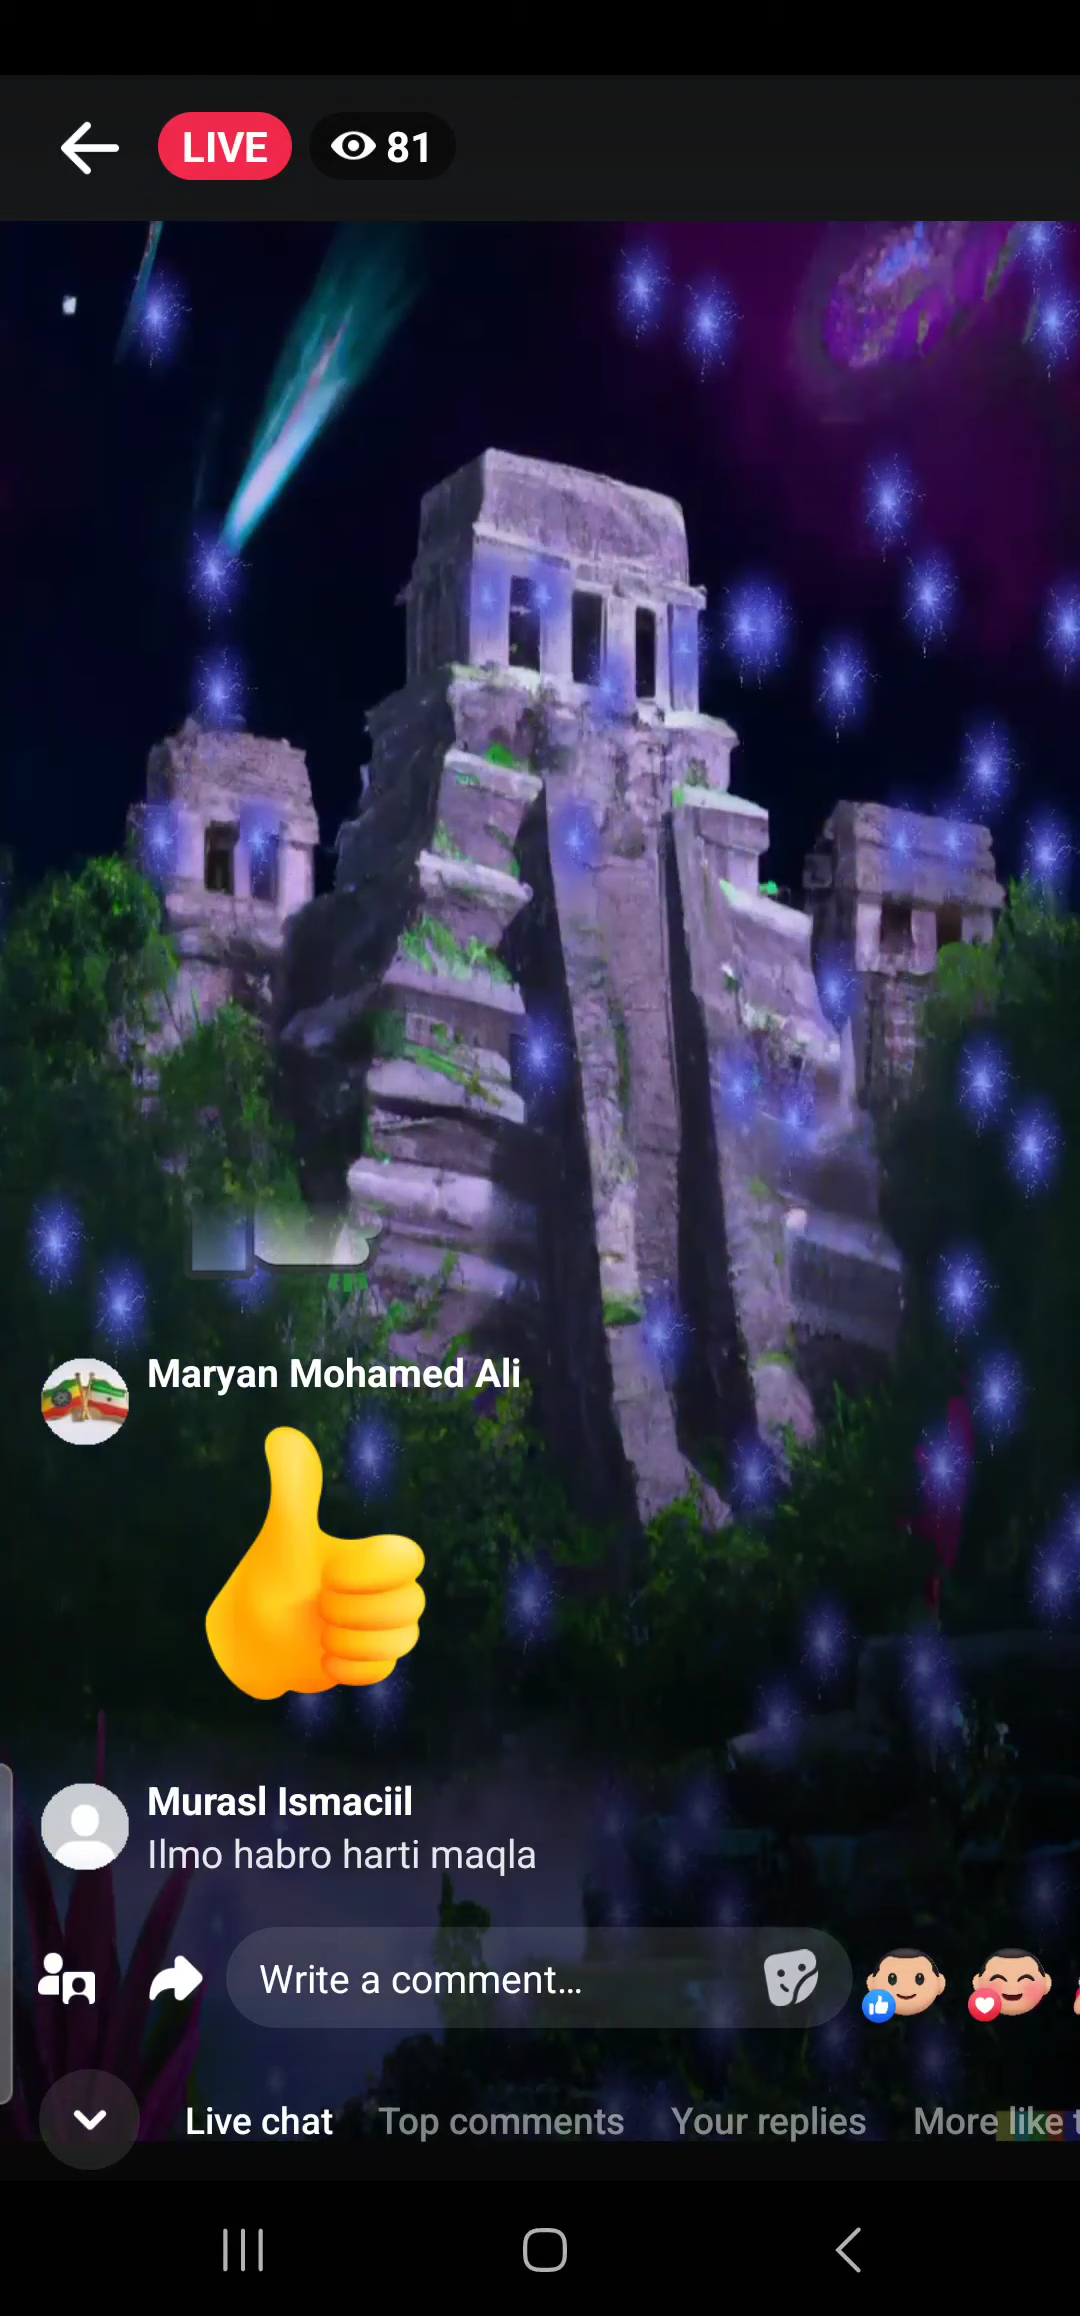 LIVE 81
Maryan Mohamed Ali
Murasl Ismaciil
Ilmo habro harti maqla
Write a comment...
Live chat Top comments Your replies More like